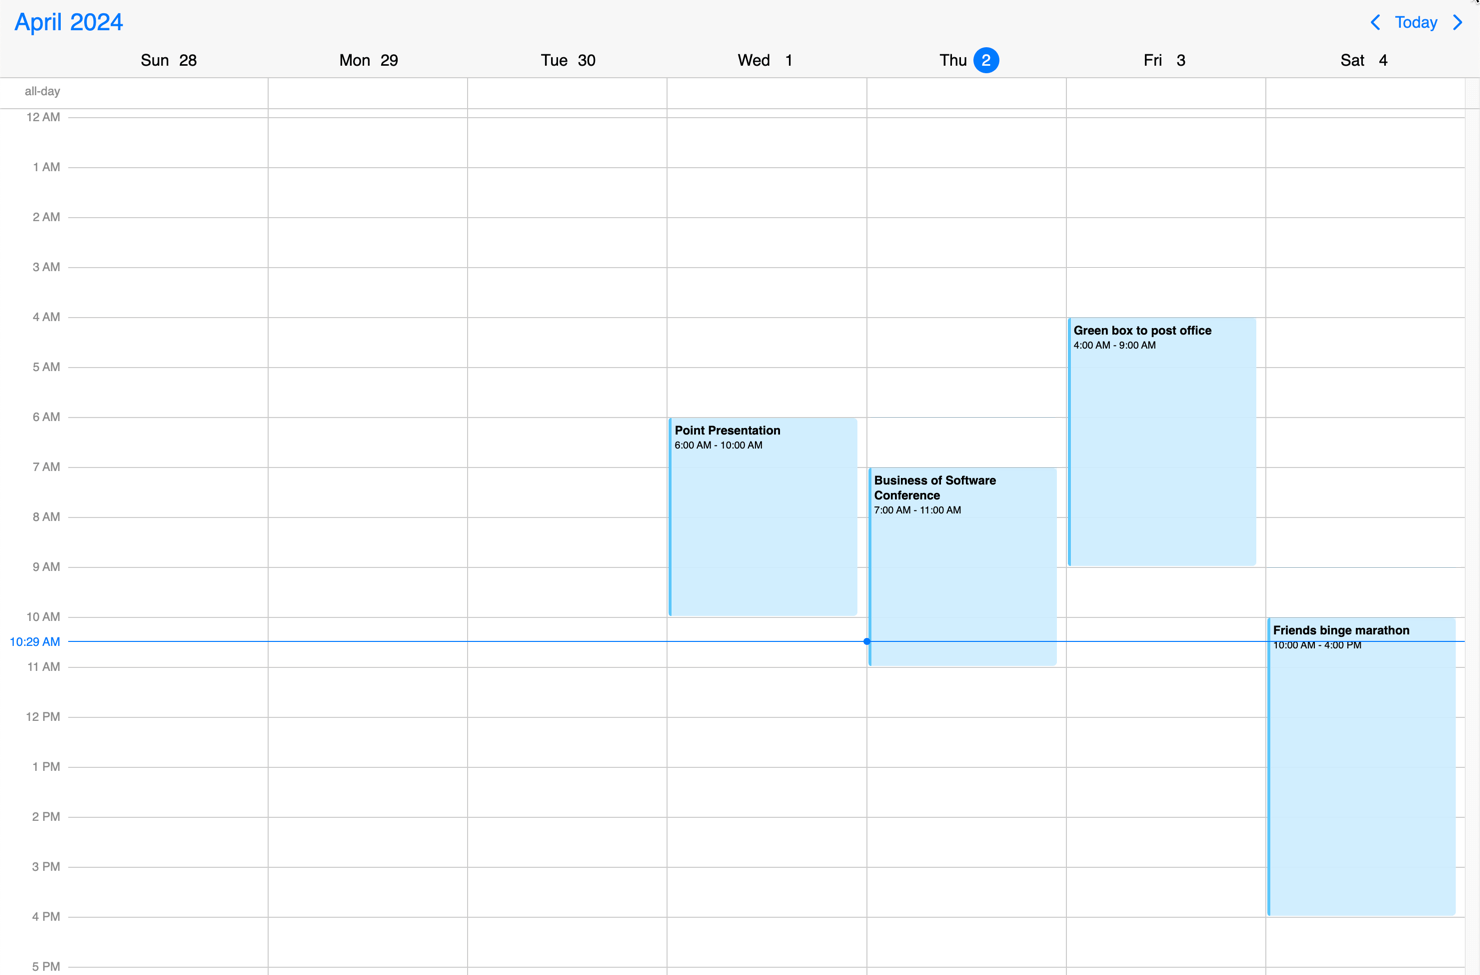 April 2024
Today
Sun 28
Mon 29
Tue 30
Wed 1
Thu 2
Fri 3
Sat 4
all-day
12 AM
1 AM
2 AM
3 AM
4 AM
Green box to post office
4:00 AM - 9:00 AM
5 AM
6 AM
Point Presentation
6:00 AM - 10:00 AM
7 AM
Business of Software
Conference
7:00 AM - 11:00 AM
8 AM
9 AM
10 AM
Friends binge marathon
10:00 AM - 4:00 PM
10:29 AM
11 AM
12 PM
1 PM
2 PM
3 PM
4 PM
5 PM